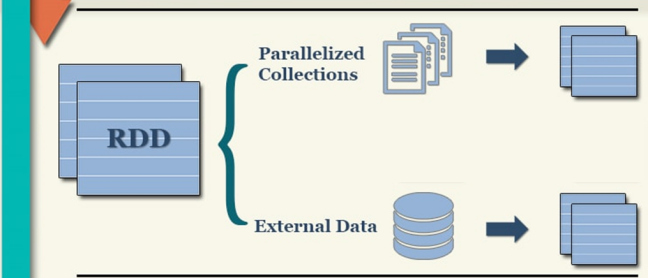 Parallelized
Collections
RDD
External Data